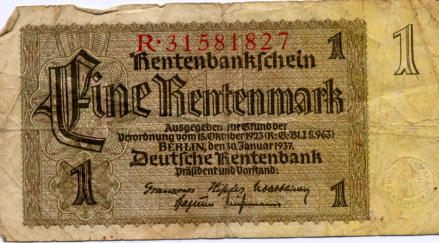 R·31581827
Rentenbankschein
1
1
Eine Rentenmark
Ausgegeben auf Grund der
Verordnung vom 15. Oktober 1923 (R.G.Bl. I S. 963)
BERLIN, den 30. Januar 1937.
Deutsche Rentenbank
Präsident und Vorstand:
1
1